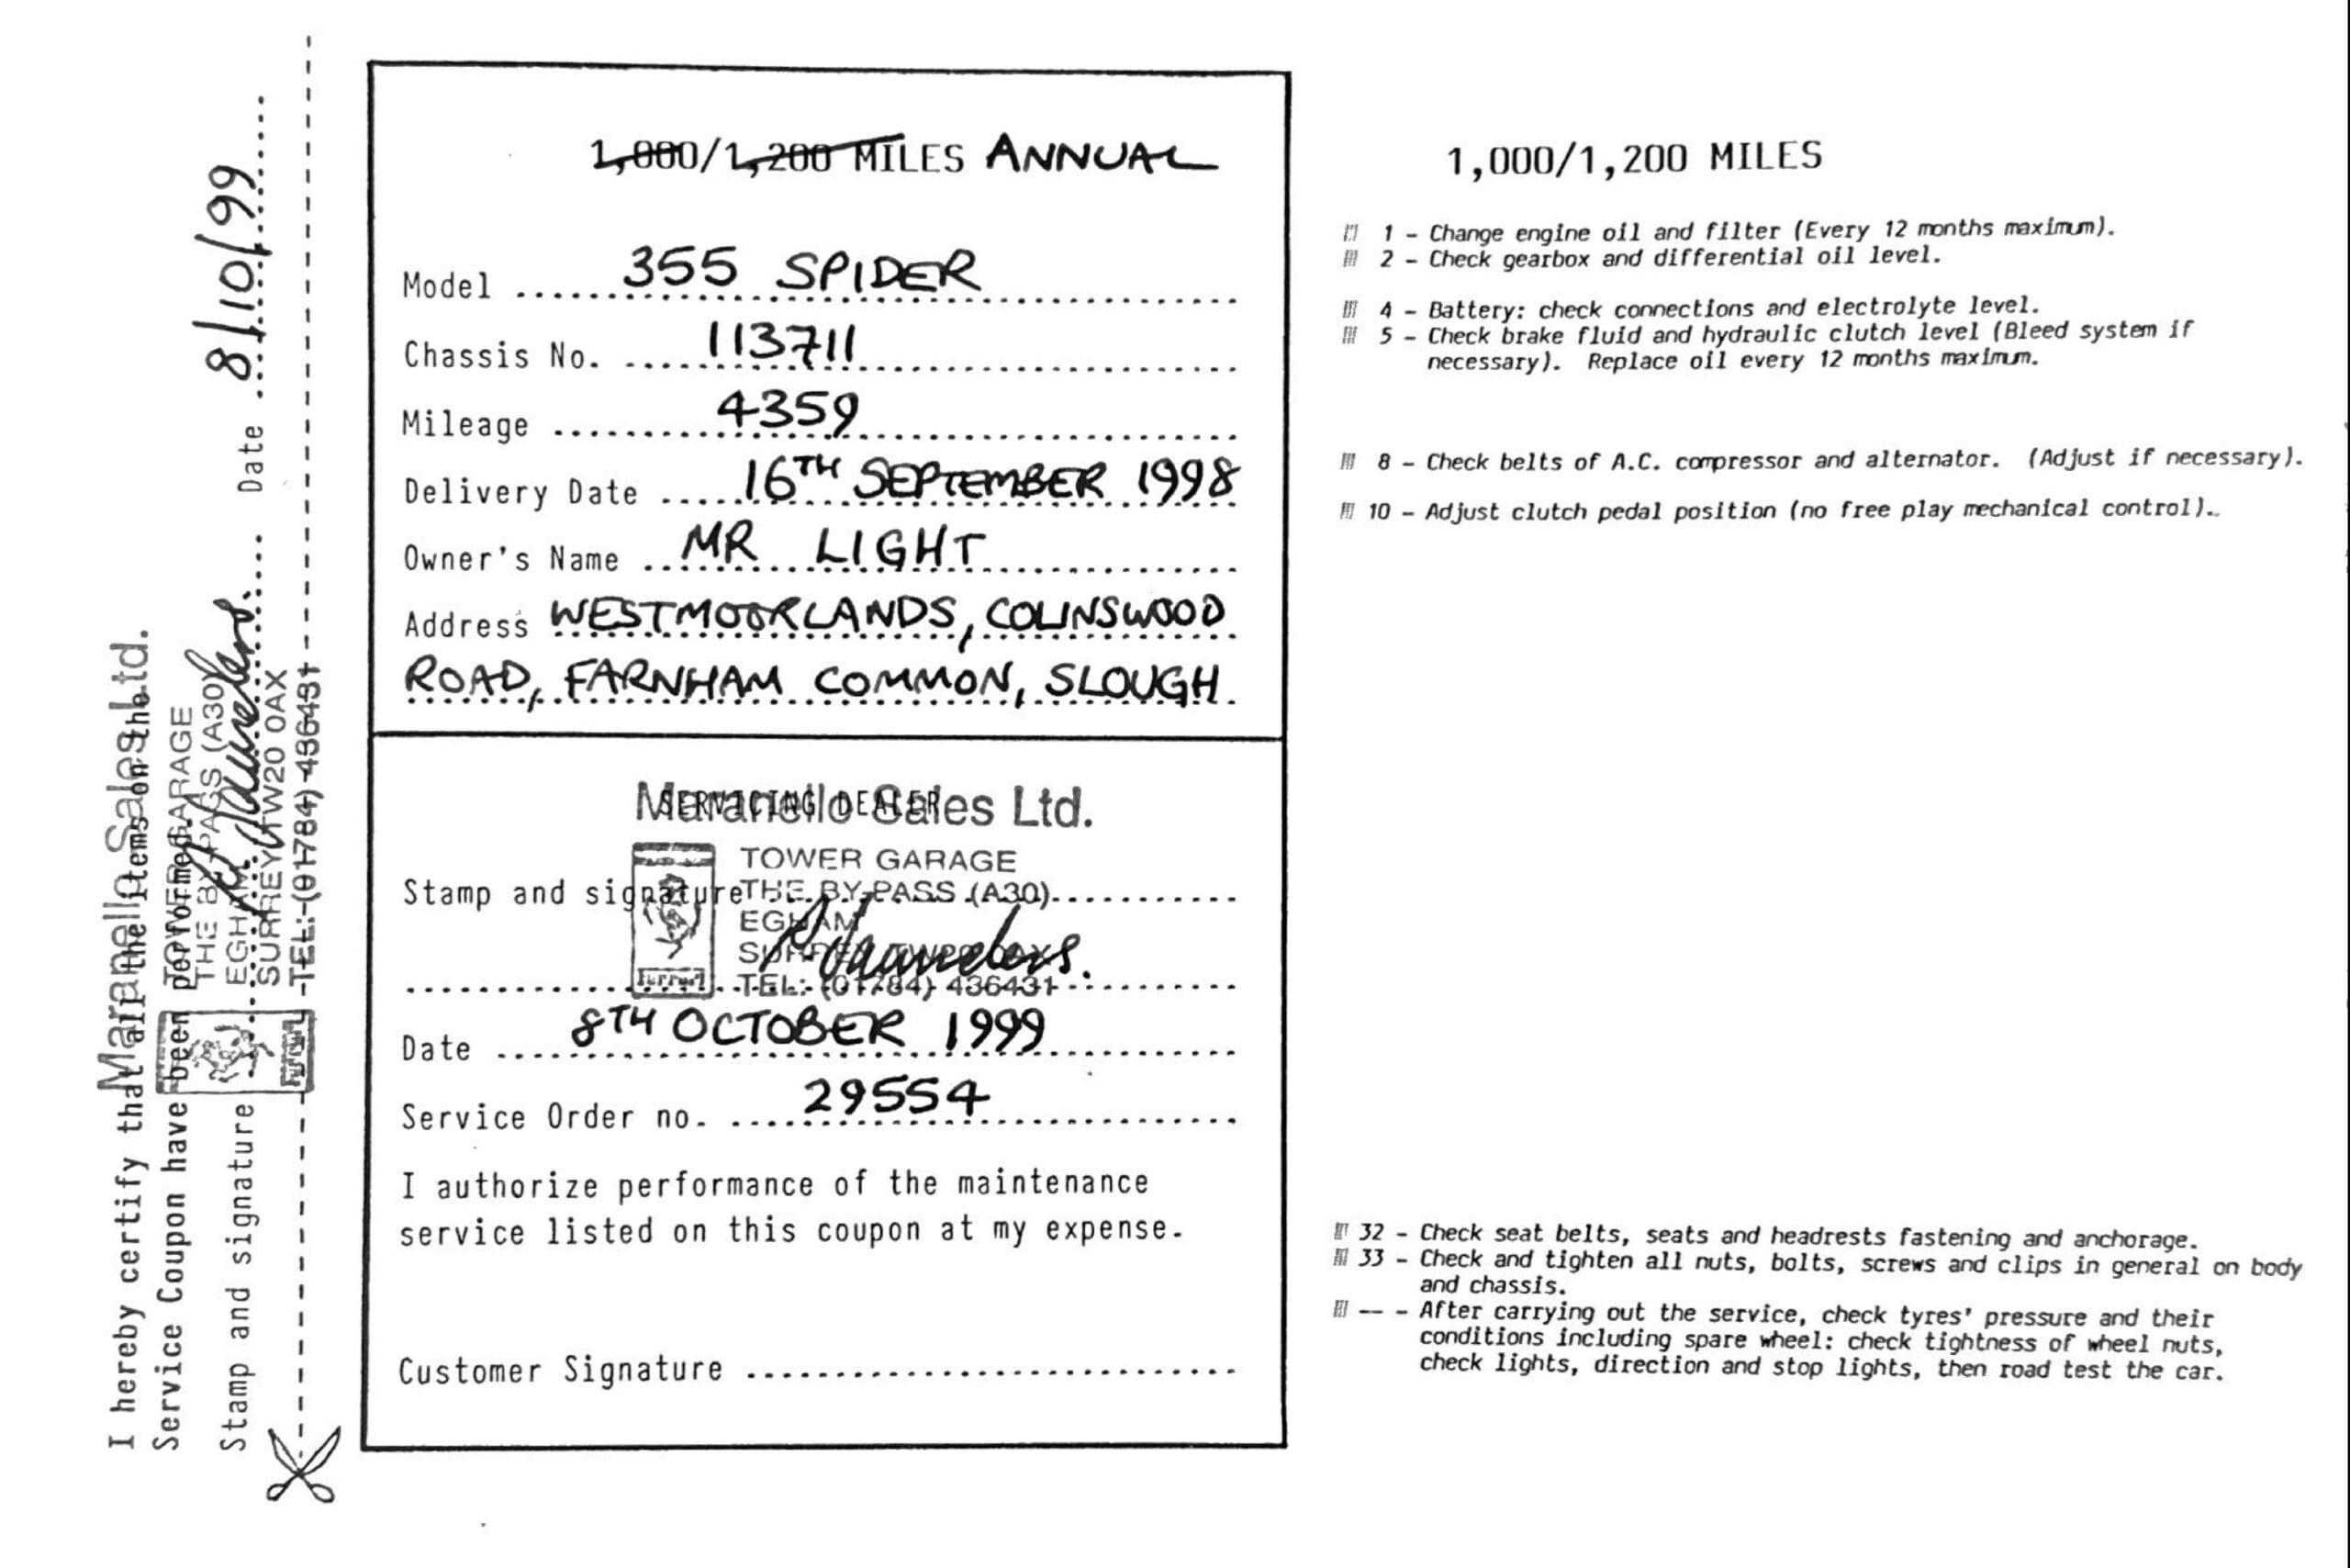 1,000/1,200 MILES ANNUAL
Model 355 SPIDER
Chassis No. 113711
Mileage 4359
Delivery Date 16TH SEPTEMBER 1998
Owner's Name MR LIGHT
Address WESTMOORLANDS, COLINSWOOD
ROAD, FARNHAM COMMON, SLOUGH
SERVICING DEALER
Maranello Sales Ltd.
TOWER GARAGE
Stamp and signature
THE BY-PASS (A30)
EGHAM
SURREY TW20 0AX
TEL: (01784) 436431
Ferrari
Date 8TH OCTOBER 1999
Service Order no. 29554
I authorize performance of the maintenance
service listed on this coupon at my expense.
Customer Signature
1,000/1,200 MILES
1 - Change engine oil and filter (Every 12 months maximum).
2 - Check gearbox and differential oil level.
4 - Battery: check connections and electrolyte level.
5 - Check brake fluid and hydraulic clutch level (Bleed system if
necessary). Replace oil every 12 months maximum.
8 - Check belts of A.C. compressor and alternator. (Adjust if necessary).
10 - Adjust clutch pedal position (no free play mechanical control).
32 - Check seat belts, seats and headrests fastening and anchorage.
33 - Check and tighten all nuts, bolts, screws and clips in general on body
and chassis.
-- - After carrying out the service, check tyres' pressure and their
conditions including spare wheel: check tightness of wheel nuts,
check lights, direction and stop lights, then road test the car.
I hereby certify that all the items on the
Service Coupon have been performed.
Stamp and signature Date 8/10/99
Maranello Sales Ltd.
TOWER GARAGE
THE BY-PASS (A30)
EGHAM
SURREY TW20 0AX
TEL: (01784) 436431